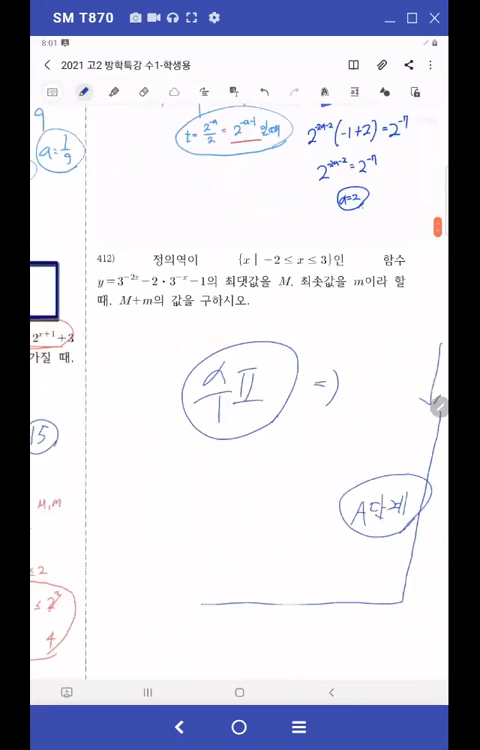 SM T870
8:01
2021 고2 방학특강 수1-학생용
9
a = 1/9
t = 2^-a/2 = 2^-a-1 일때
2^-2a-2(-1+2) = 2^-7
2^-2a-2 = 2^-7
a=2
412) 정의역이 {x | -2 ≤ x ≤ 3}인 함수
y = 3^-2x - 2 · 3^-x - 1의 최댓값을 M, 최솟값을 m이라 할
때, M+m의 값을 구하시오.
2^x+1 + 3
가질 때,
수Ⅱ =)
15
A단계
M, m
≤ 2
≤ 2^3
4